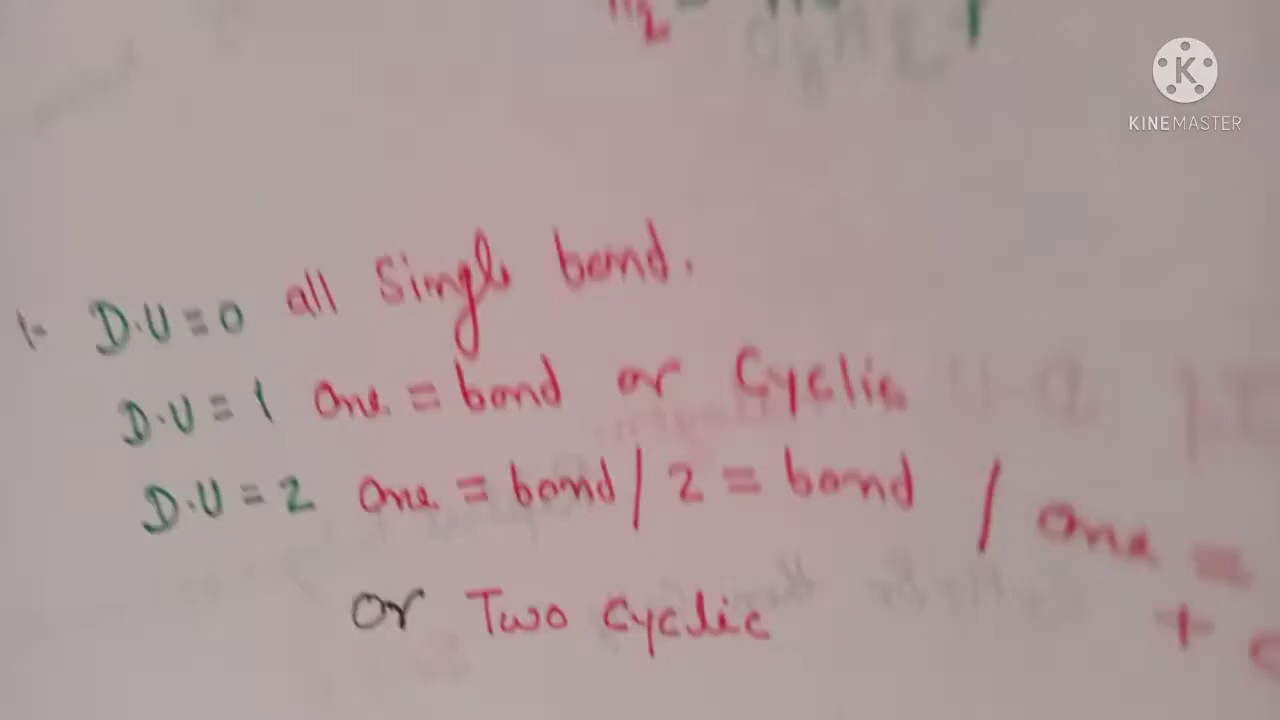 KINEMASTER
1- D.U = 0 all Single bond.
D.U = 1 One = bond or Cyclic
D.U = 2 One ≡ bond / 2 = bond / One =
or Two Cyclic +